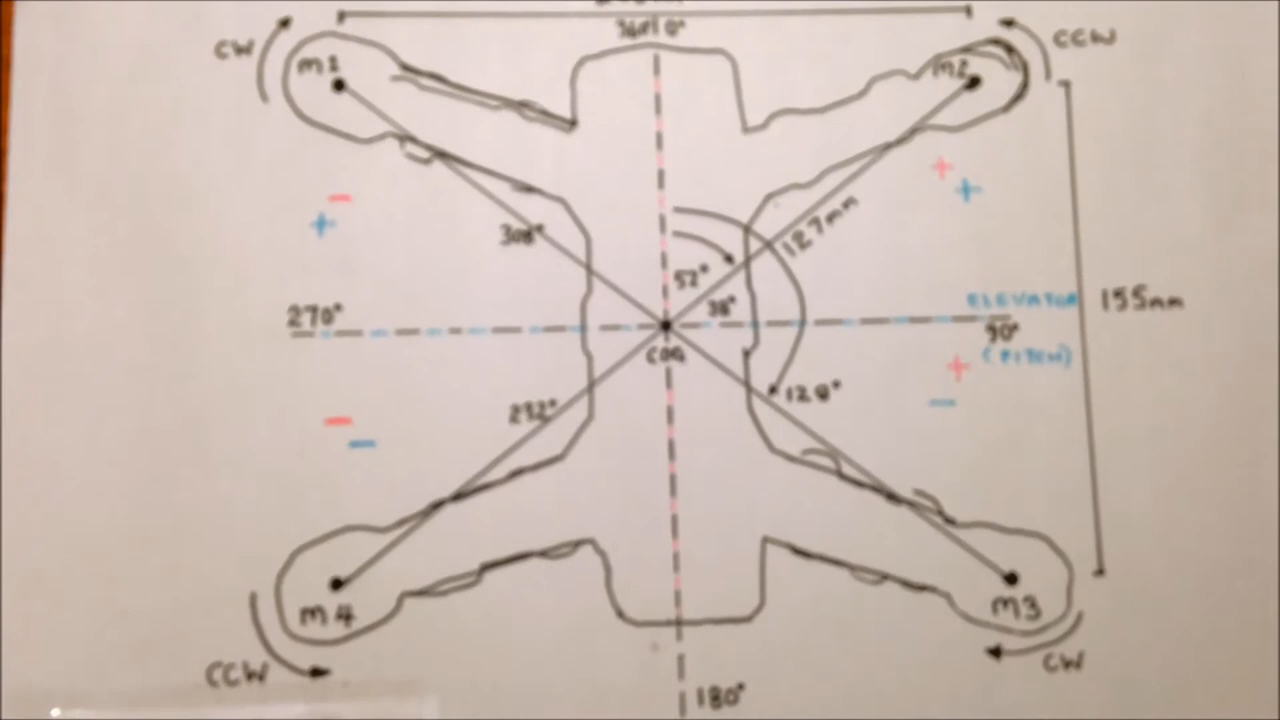 360/0°
CW
CCW
M1
M2
+
-
+
+
127mm
308°
52°
38°
ELEVATOR
155mm
270°
90°
COG
(PITCH)
+
128°
-
232°
-
-
M4
M3
CCW
CW
180°